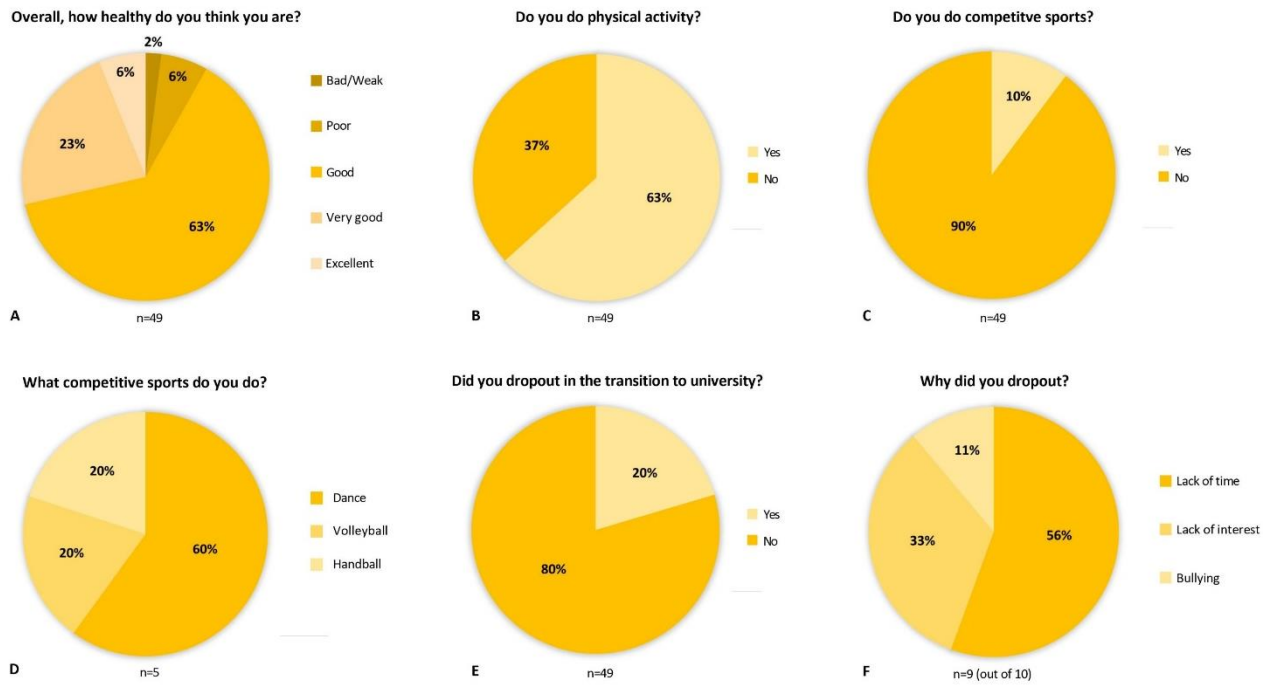 Overall, how healthy do you think you are?
2%
6%
6%
23%
63%
Bad/Weak
Poor
Good
Very good
Excellent
A
n=49
Do you do physical activity?
37%
63%
Yes
No
B
n=49
Do you do competitve sports?
10%
90%
Yes
No
C
n=49
What competitive sports do you do?
20%
20%
60%
Dance
Volleyball
Handball
D
n=5
Did you dropout in the transition to university?
20%
80%
Yes
No
E
n=49
Why did you dropout?
11%
33%
56%
Lack of time
Lack of interest
Bullying
F
n=9 (out of 10)